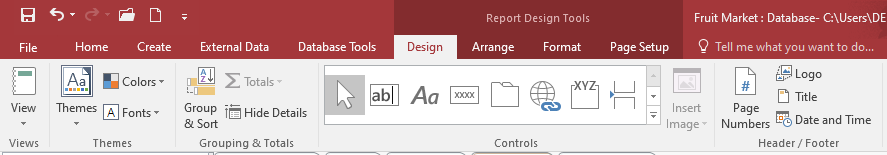 Report Design Tools
Fruit Market : Database- C:\Users\DE
File Home Create External Data Database Tools Design Arrange Format Page Setup Tell me what you want to do...
View
Themes
Aa
Colors
A Fonts
Group
& Sort
A
Z
Σ Totals
Hide Details
ab
Aa
xxxx
XYZ
Insert
Image
Page
Numbers
#
Logo
Title
Date and Time
Views Themes Grouping & Totals Controls Header / Footer